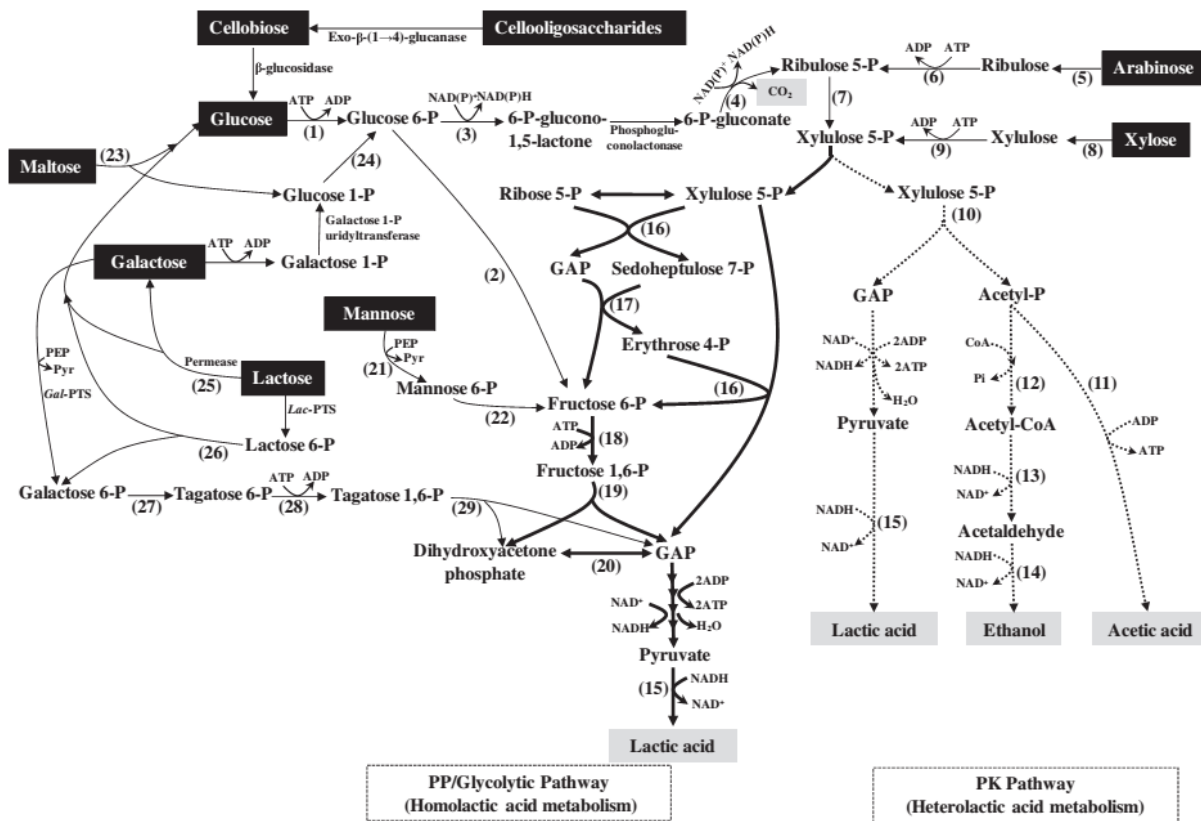 Cellobiose
Exo-β-(1→4)-glucanase
Cellooligosaccharides
β-glucosidase
Glucose
ATP ADP
(1)
Glucose 6-P
NAD(P)⁺ NAD(P)H
(3)
6-P-glucono-
1,5-lactone
Phosphoglu-
conolactonase
6-P-gluconate
NAD(P)⁺ NAD(P)H
(4)
CO₂
Ribulose 5-P
ADP ATP
(6)
Ribulose
(5)
Arabinose
(7)
Xylulose 5-P
ADP ATP
(9)
Xylulose
(8)
Xylose
Maltose
(23)
(24)
Glucose 1-P
Galactose 1-P
uridyltransferase
Galactose
ATP ADP
Galactose 1-P
(2)
Ribose 5-P
Xylulose 5-P
(16)
GAP
Sedoheptulose 7-P
(17)
Erythrose 4-P
(16)
Xylulose 5-P
(10)
GAP
Acetyl-P
NAD⁺
NADH
2ADP
2ATP
H₂O
CoA
Pi
(12)
(11)
ADP
ATP
Pyruvate
Acetyl-CoA
NADH
NAD⁺
(13)
Acetaldehyde
NADH
NAD⁺
(15)
NADH
NAD⁺
(14)
Lactic acid
Ethanol
Acetic acid
Mannose
PEP
Pyr
(21)
Mannose 6-P
(22)
Fructose 6-P
PEP
Pyr
Gal-PTS
Permease
(25)
Lactose
Lac-PTS
(26)
Lactose 6-P
ATP
ADP
(18)
Fructose 1,6-P
(19)
Galactose 6-P
(27)
Tagatose 6-P
ATP ADP
(28)
Tagatose 1,6-P
(29)
Dihydroxyacetone
phosphate
(20)
GAP
NAD⁺
NADH
2ADP
2ATP
H₂O
Pyruvate
(15)
NADH
NAD⁺
Lactic acid
PP/Glycolytic Pathway
(Homolactic acid metabolism)
PK Pathway
(Heterolactic acid metabolism)